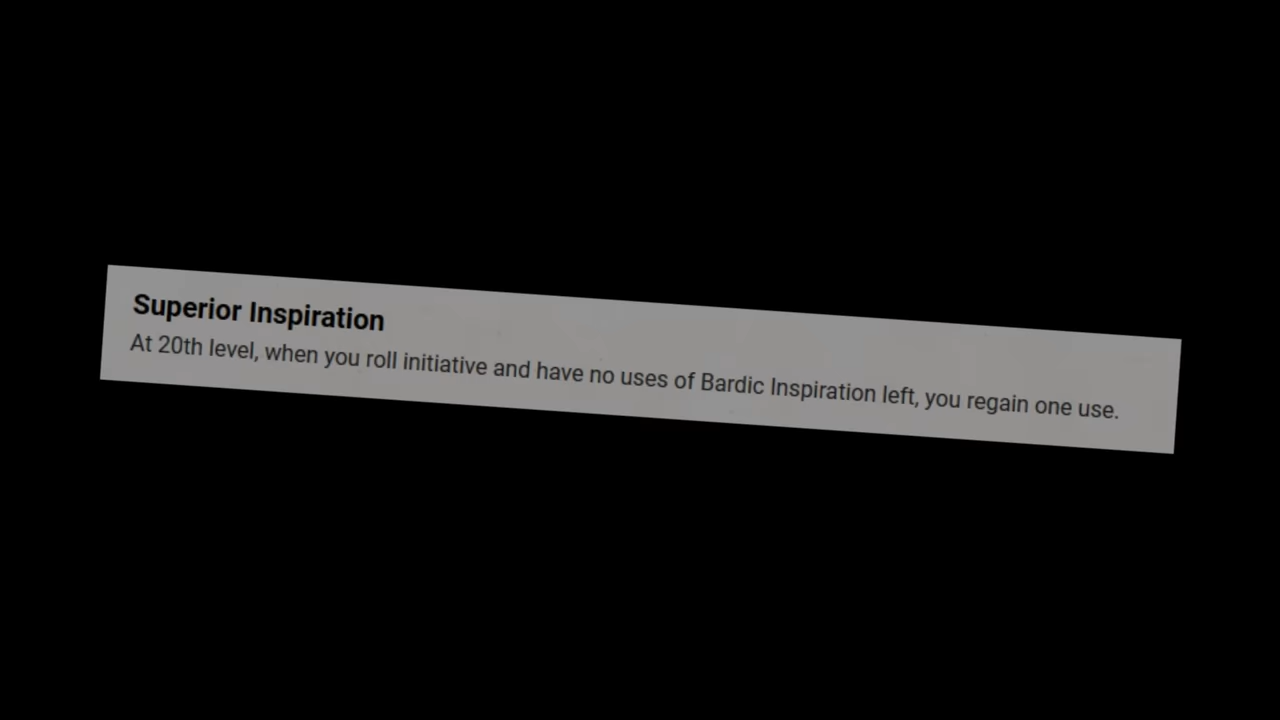 Superior Inspiration
At 20th level, when you roll initiative and have no uses of Bardic Inspiration left, you regain one use.